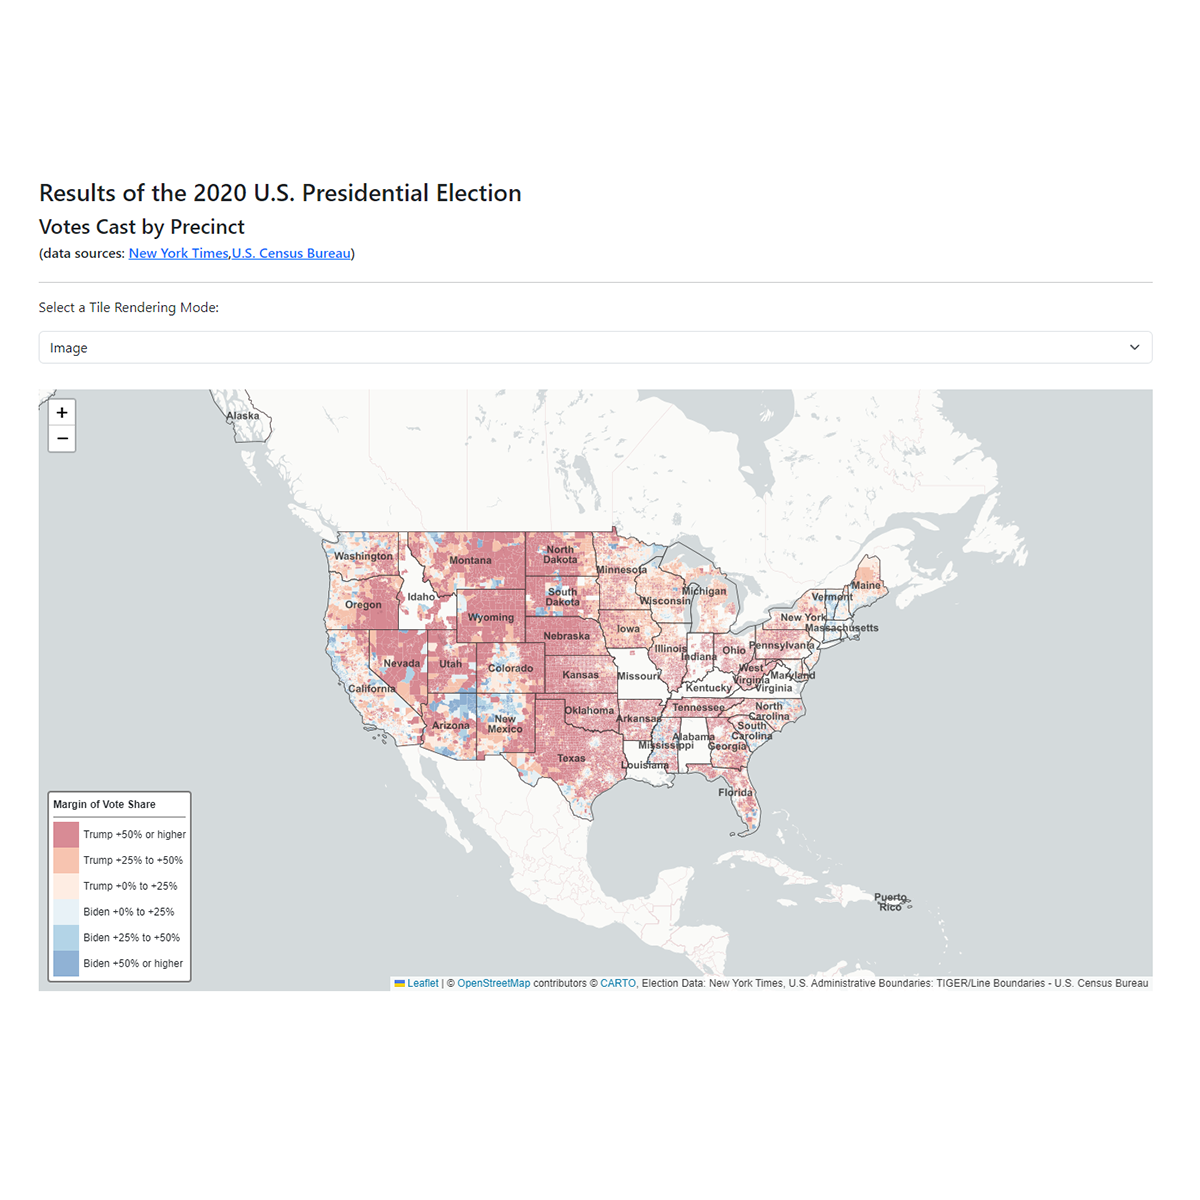 Results of the 2020 U.S. Presidential Election
Votes Cast by Precinct
(data sources: New York Times,U.S. Census Bureau)
Select a Tile Rendering Mode:
Image
+
−
Alaska
Washington
Montana
North
Dakota
Minnesota
Maine
Idaho
South
Dakota
Wisconsin
Michigan
Vermont
Oregon
Wyoming
New York
Massachusetts
Nebraska
Iowa
Pennsylvania
Nevada
Utah
Colorado
Illinois
Indiana
Ohio
West
Virginia
Maryland
Kansas
Missouri
Kentucky
Virginia
California
Oklahoma
Tennessee
North
Carolina
Arizona
New
Mexico
Arkansas
South
Carolina
Alabama
Mississippi
Georgia
Texas
Louisiana
Florida
Puerto
Rico
Margin of Vote Share
Trump +50% or higher
Trump +25% to +50%
Trump +0% to +25%
Biden +0% to +25%
Biden +25% to +50%
Biden +50% or higher
Leaflet | © OpenStreetMap contributors © CARTO, Election Data: New York Times, U.S. Administrative Boundaries: TIGER/Line Boundaries - U.S. Census Bureau